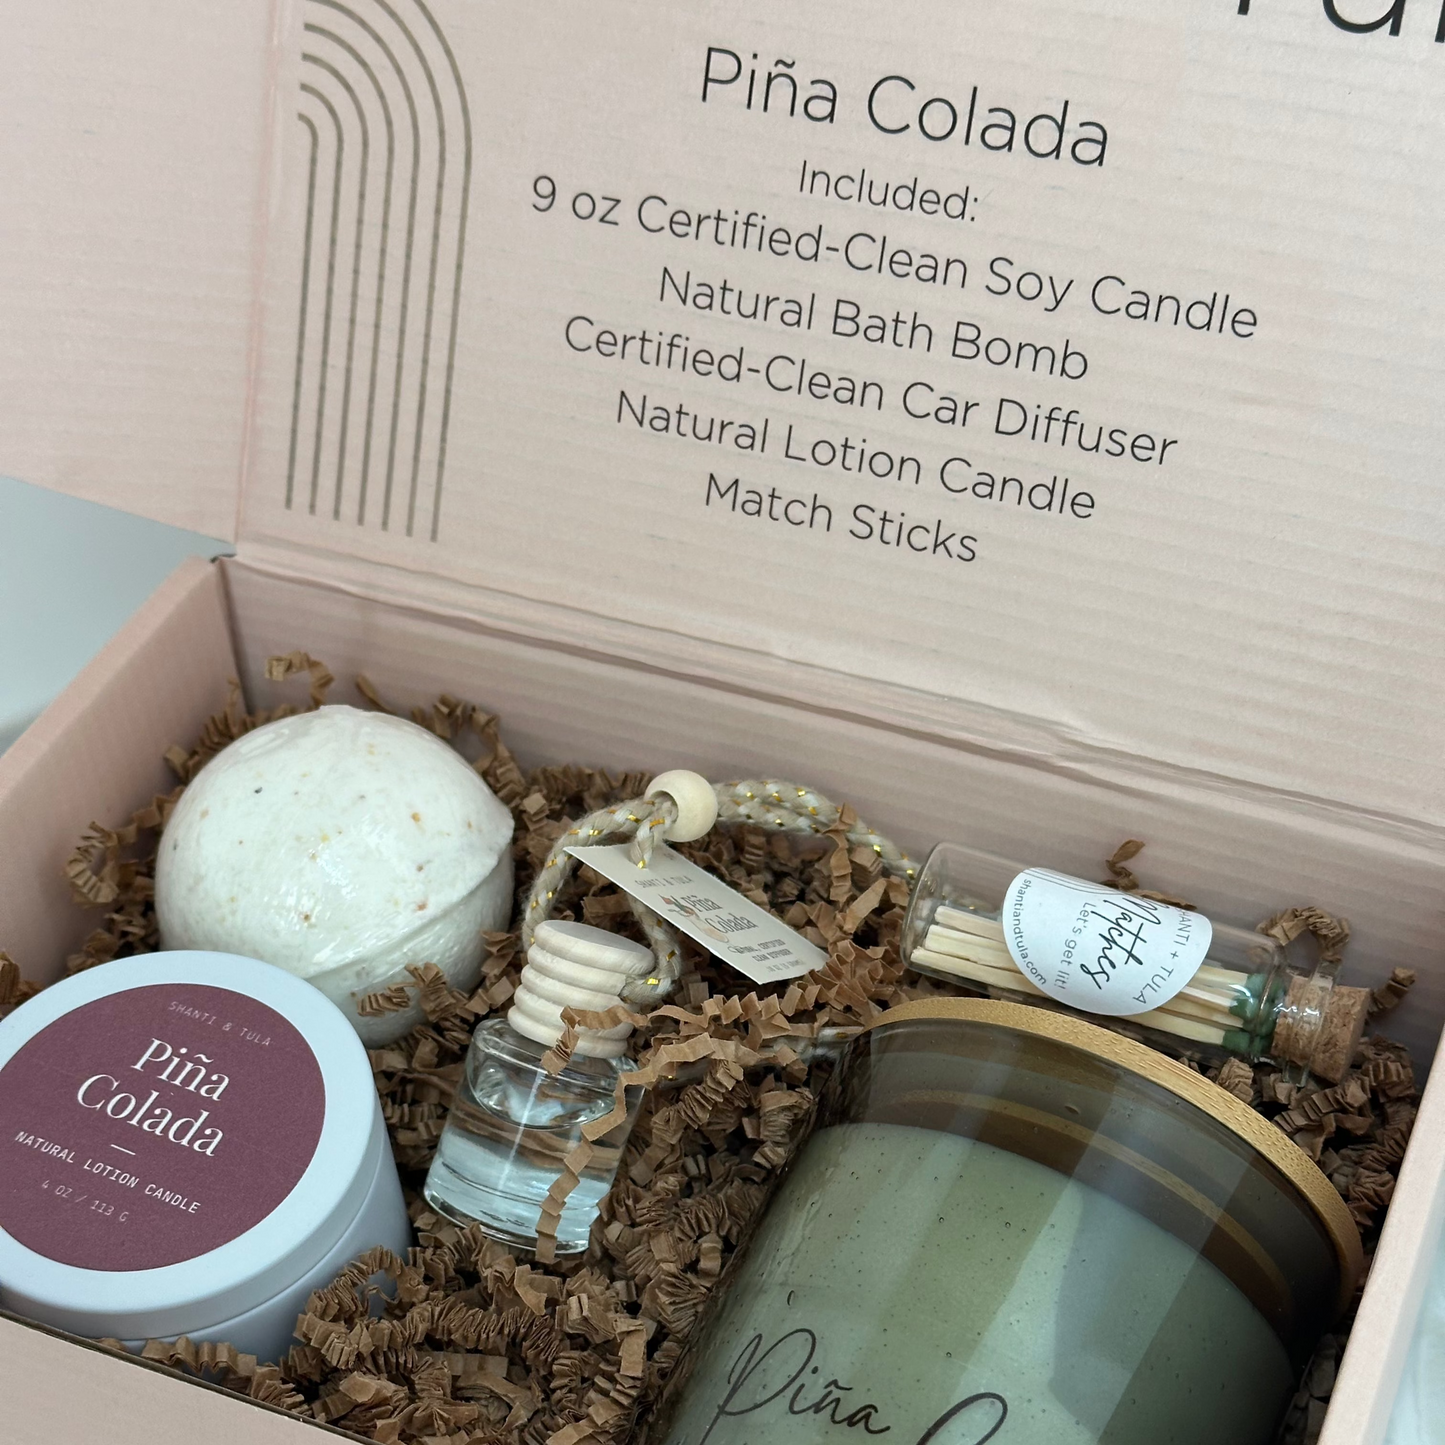 Piña Colada
Included:
9 oz Certified-Clean Soy Candle
Natural Bath Bomb
Certified-Clean Car Diffuser
Natural Lotion Candle
Match Sticks
SHANTI & TULA
Piña
Colada
SHANTI + TULA
Matches
Let's get lit!
shantiandtula.com
SHANTI & TULA
Piña
Colada
NATURAL LOTION CANDLE
4 OZ / 113 G
Piña